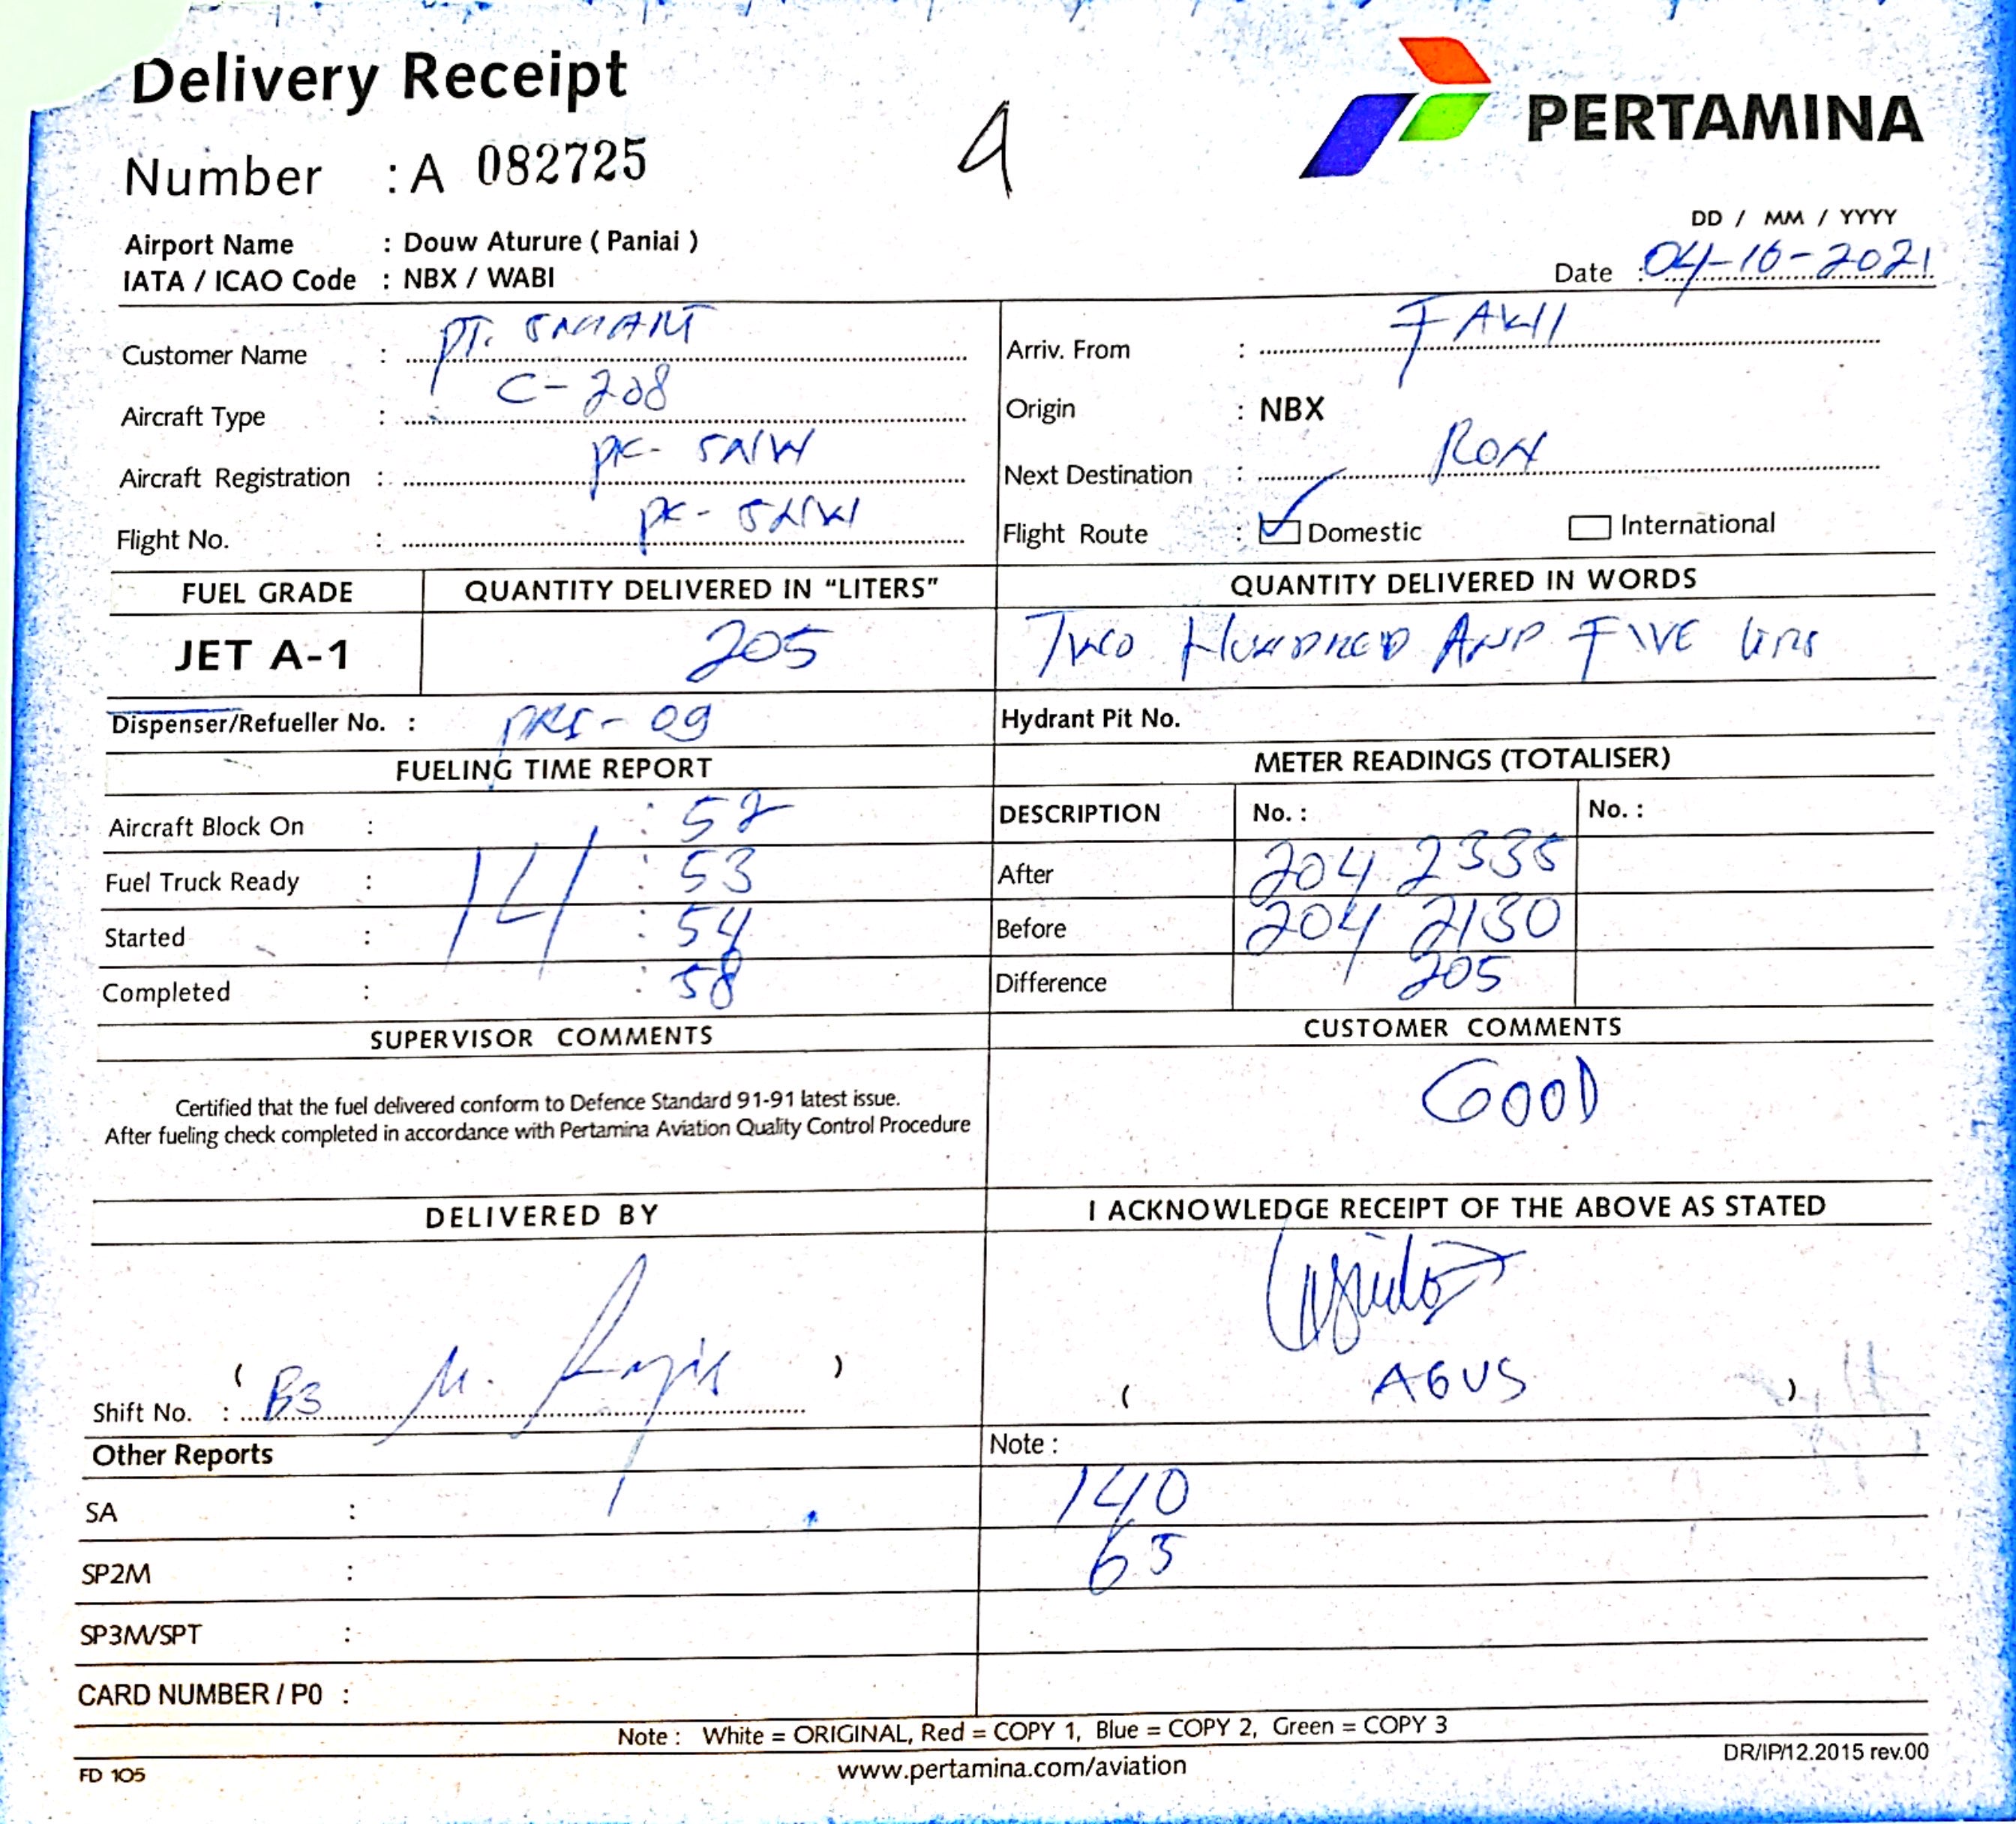 Delivery Receipt
PERTAMINA
Number : A 082725
DD / MM / YYYY
Airport Name : Douw Aturure ( Paniai )
IATA / ICAO Code : NBX / WABI
Date : 04-10-2021
Customer Name : PT. SMART
Arriv. From :
Aircraft Type : C-208
Origin : NBX
Aircraft Registration : PK-SNW
Next Destination : RON
Flight No. : PK-SNW
Flight Route : Domestic International
FUEL GRADE QUANTITY DELIVERED IN "LITERS" QUANTITY DELIVERED IN WORDS
JET A-1 205 TWO HUNDRED AND FIVE
Dispenser/Refueller No. : 09
Hydrant Pit No.
FUELING TIME REPORT
METER READINGS (TOTALISER)
Aircraft Block On : : 52
DESCRIPTION No. : No. :
Fuel Truck Ready : 14 : 53
After 204 2335
Started : : 54
Before 204 2130
Completed : : 58
Difference 205
SUPERVISOR COMMENTS
CUSTOMER COMMENTS
GOOD
Certified that the fuel delivered conform to Defence Standard 91-91 latest issue.
After fueling check completed in accordance with Pertamina Aviation Quality Control Procedure
DELIVERED BY
I ACKNOWLEDGE RECEIPT OF THE ABOVE AS STATED
( )
Shift No. : B3 M.
( AGUS )
Other Reports
Note :
SA :
140
SP2M :
65
SP3M/SPT :
CARD NUMBER / P0 :
Note : White = ORIGINAL, Red = COPY 1, Blue = COPY 2, Green = COPY 3
FD 105
www.pertamina.com/aviation
DR/IP/12.2015 rev.00